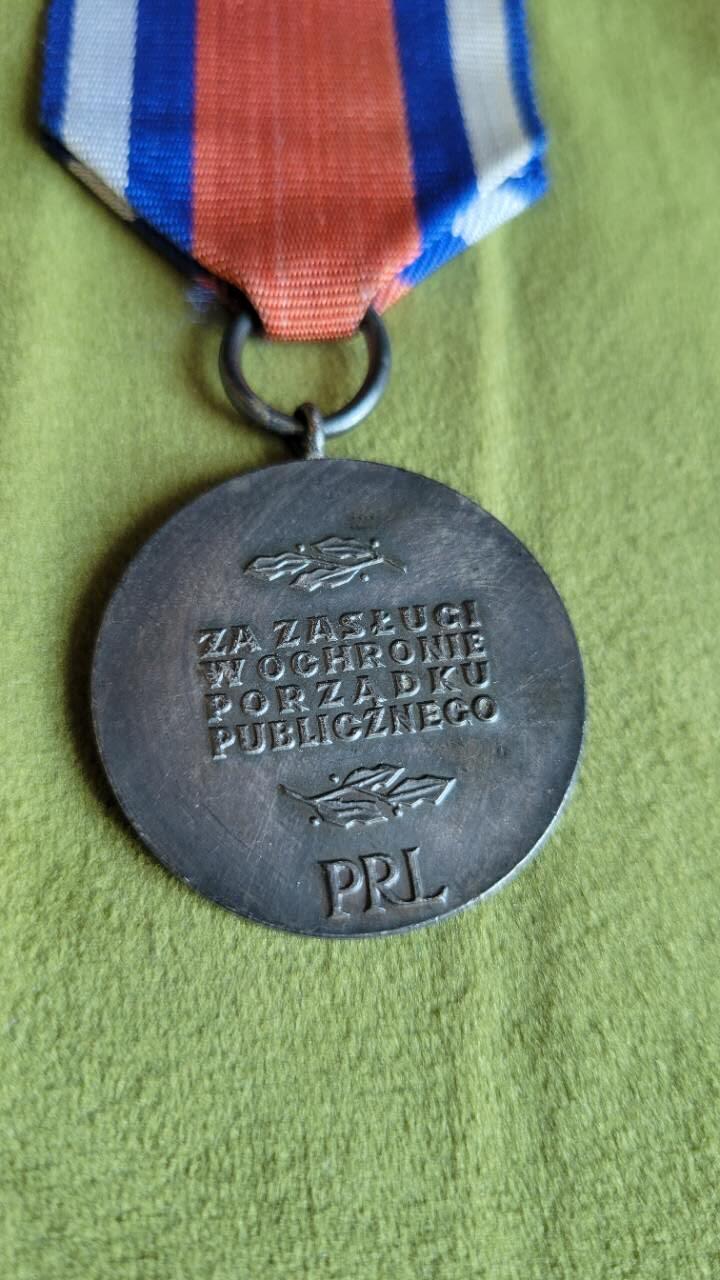 ZA ZASŁUGI
W OCHRONIE
PORZĄDKU
PUBLICZNEGO
PRL